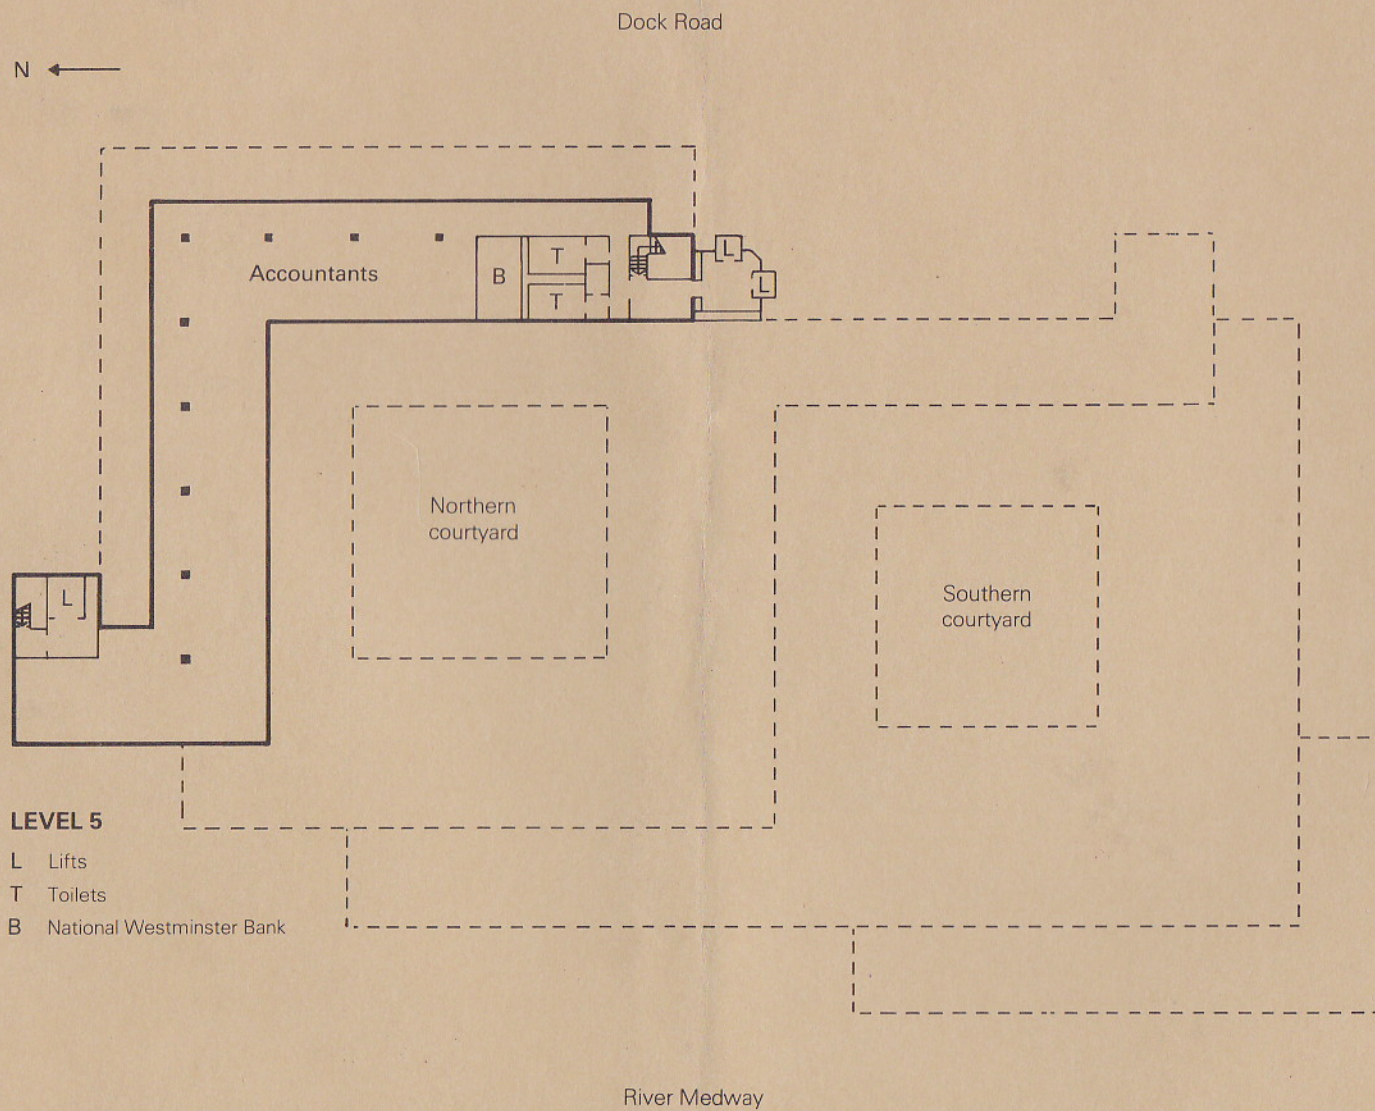 Dock Road
N
L
L
Accountants
B
T
T
Northern
courtyard
Southern
courtyard
L
LEVEL 5
L Lifts
T Toilets
B National Westminster Bank
River Medway